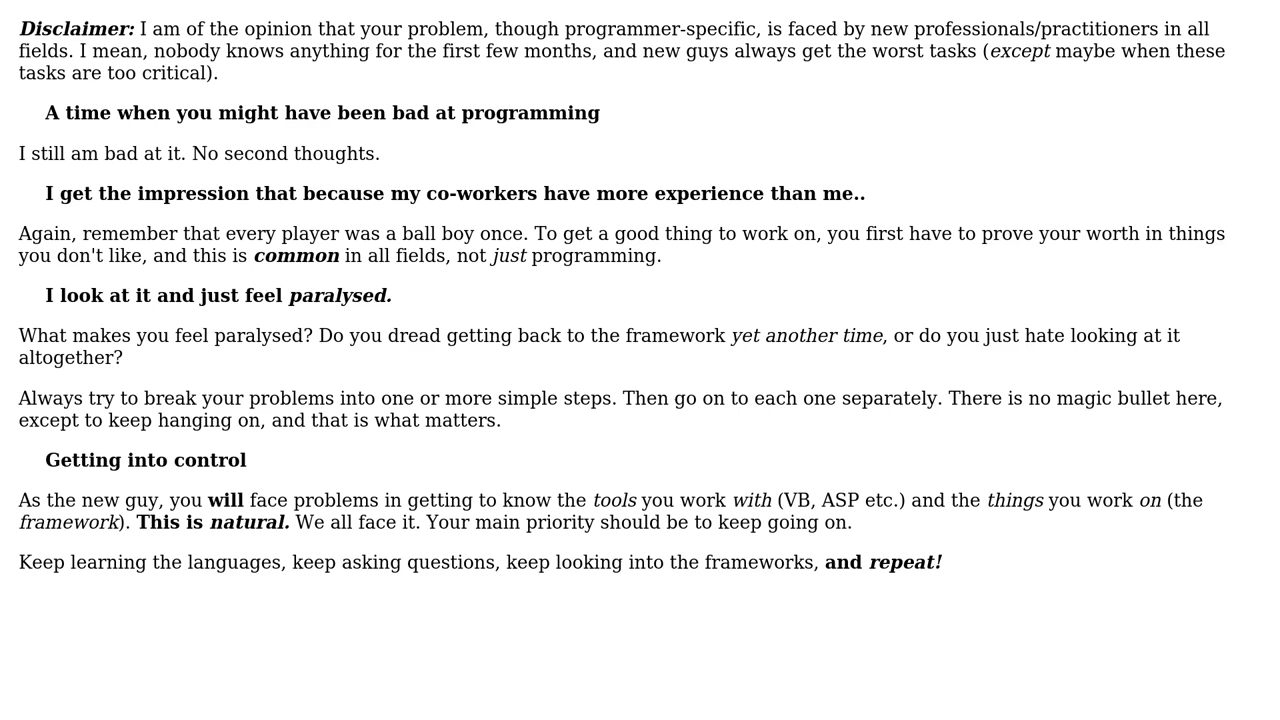 Disclaimer: I am of the opinion that your problem, though programmer-specific, is faced by new professionals/practitioners in all
fields. I mean, nobody knows anything for the first few months, and new guys always get the worst tasks (except maybe when these
tasks are too critical).
A time when you might have been bad at programming
I still am bad at it. No second thoughts.
I get the impression that because my co-workers have more experience than me..
Again, remember that every player was a ball boy once. To get a good thing to work on, you first have to prove your worth in things
you don't like, and this is common in all fields, not just programming.
I look at it and just feel paralysed.
What makes you feel paralysed? Do you dread getting back to the framework yet another time, or do you just hate looking at it
altogether?
Always try to break your problems into one or more simple steps. Then go on to each one separately. There is no magic bullet here,
except to keep hanging on, and that is what matters.
Getting into control
As the new guy, you will face problems in getting to know the tools you work with (VB, ASP etc.) and the things you work on (the
framework). This is natural. We all face it. Your main priority should be to keep going on.
Keep learning the languages, keep asking questions, keep looking into the frameworks, and repeat!